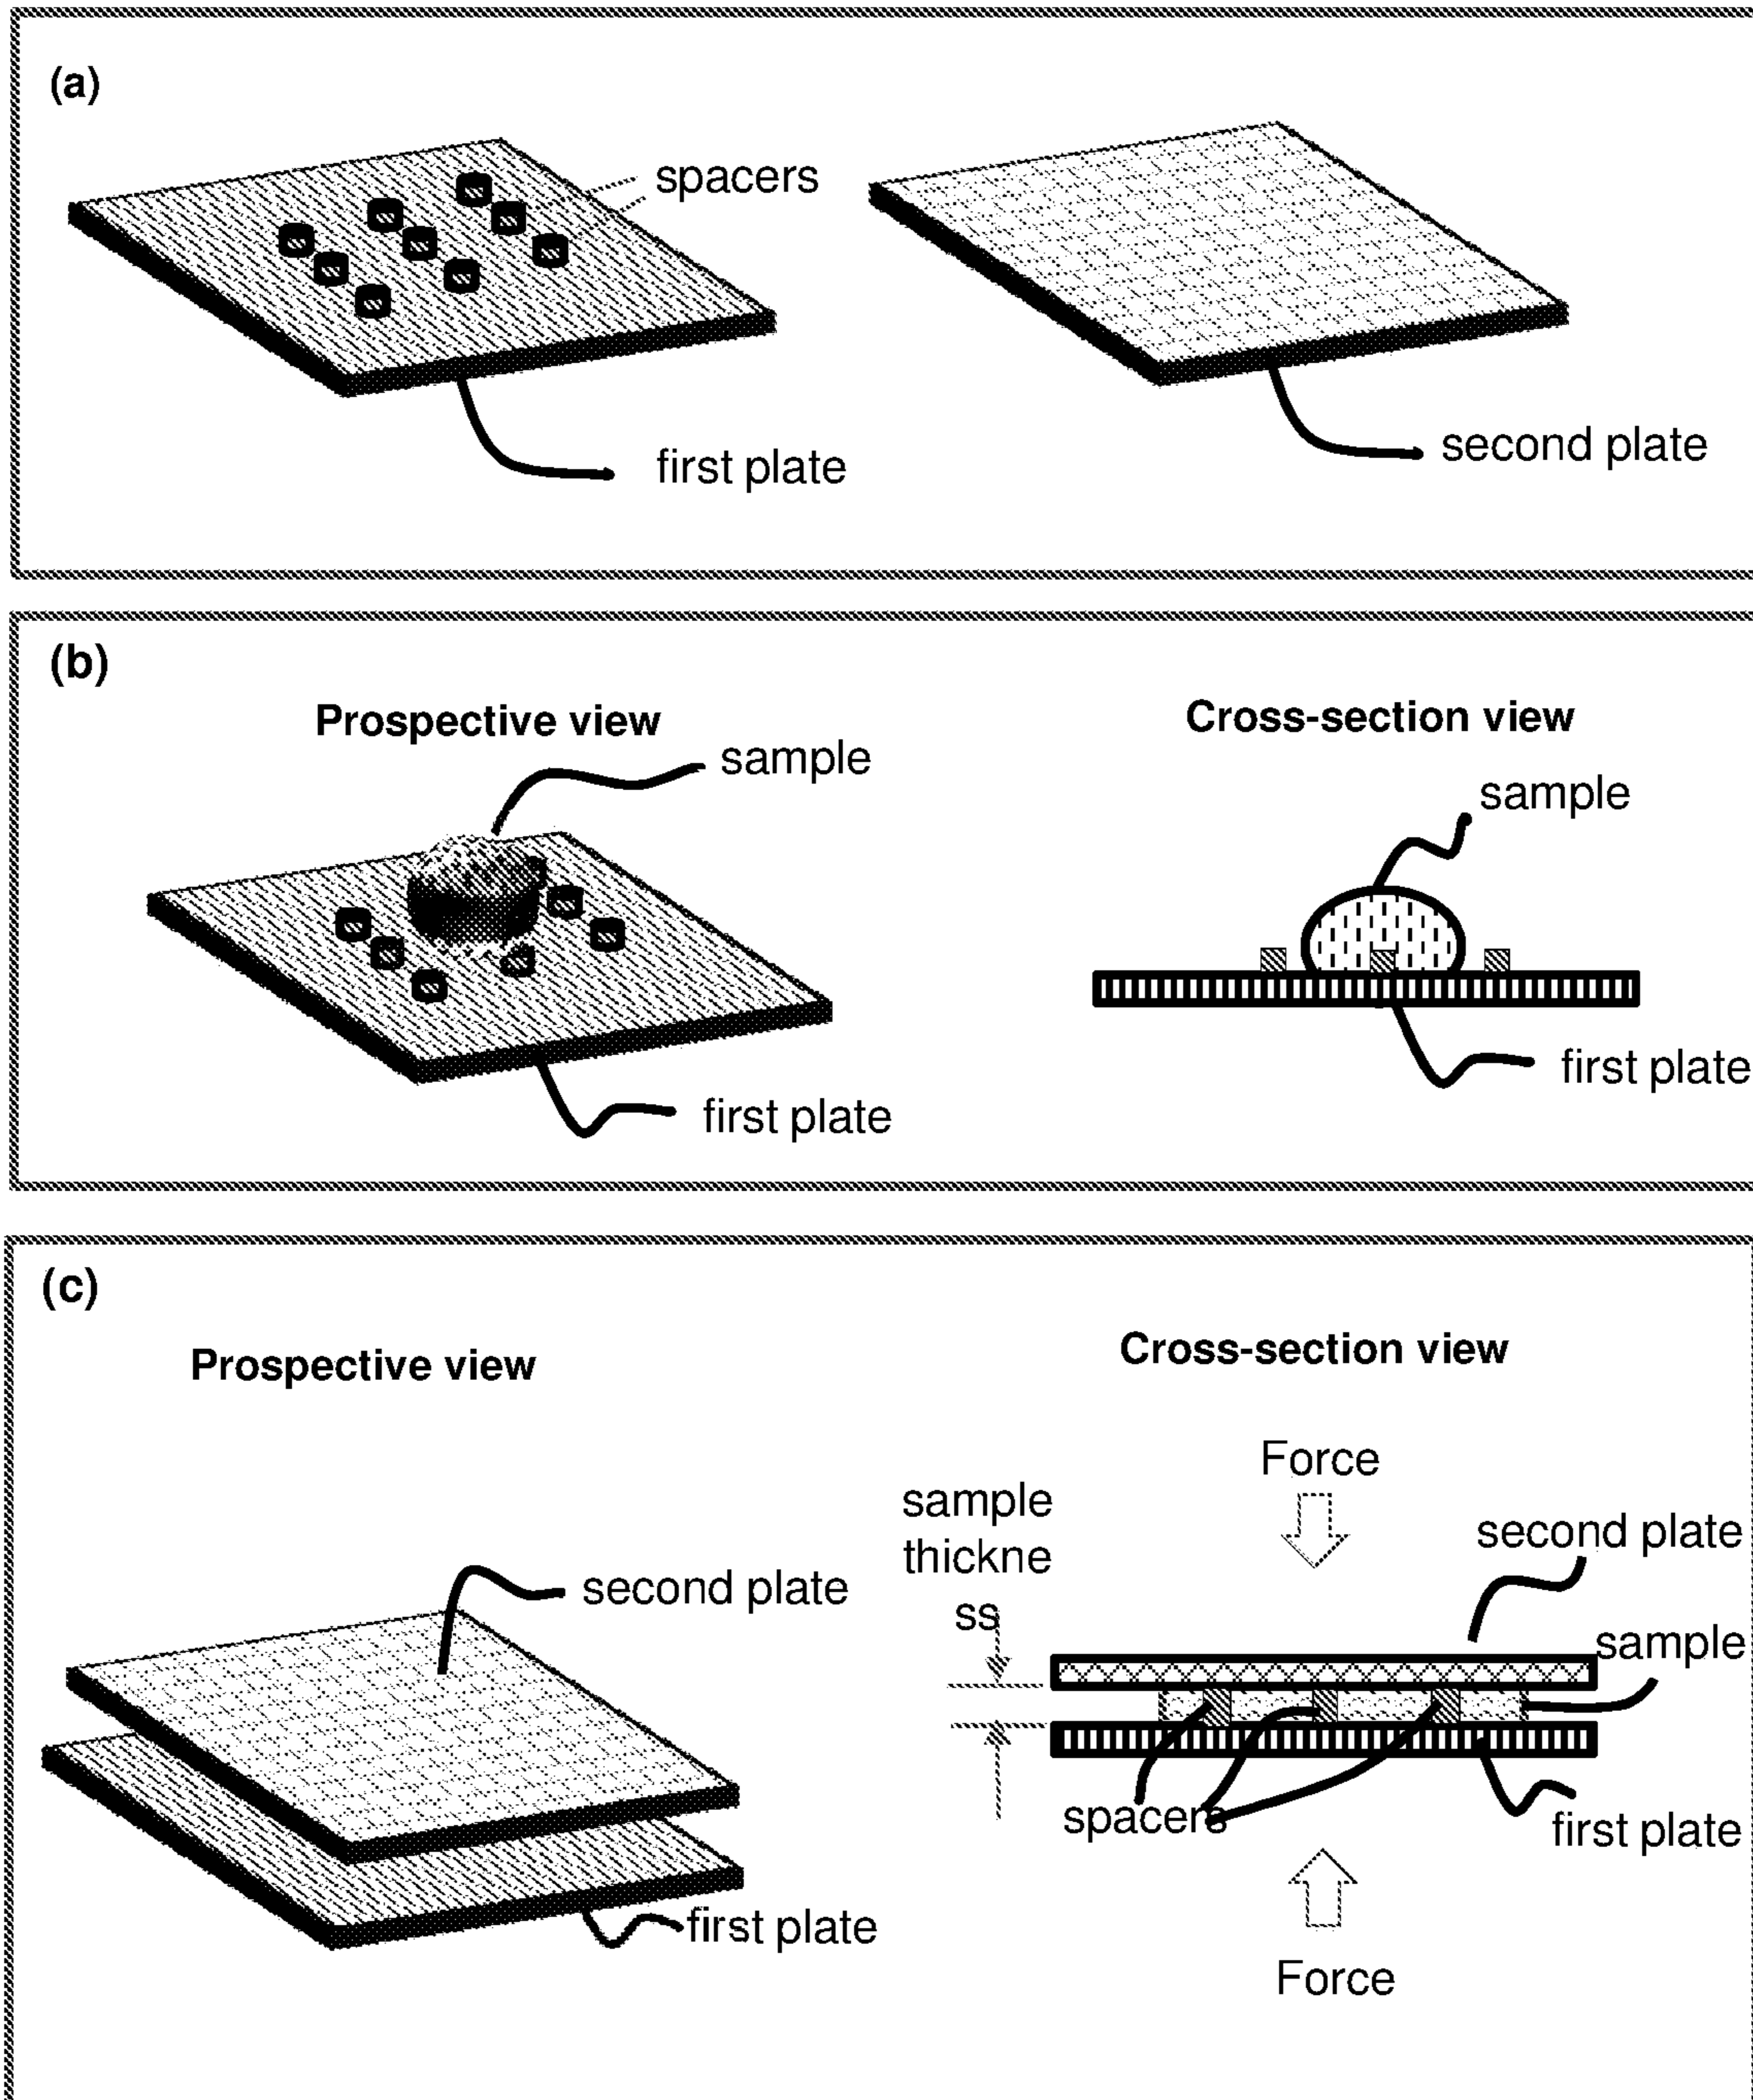 (a)
spacers
first plate
second plate
(b)
Prospective view
Cross-section view
sample
sample
first plate
first plate
(c)
Prospective view
Cross-section view
Force
sample
thickne
ss
second plate
second plate
sample
spacers
first plate
first plate
Force